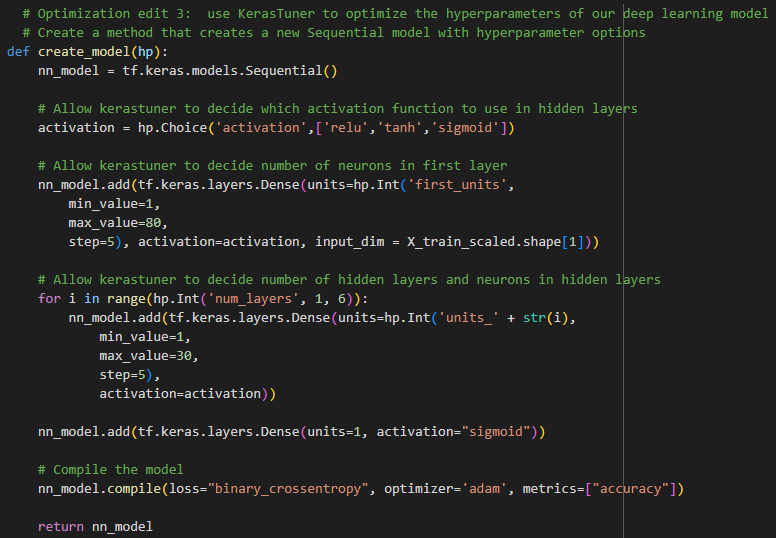 # Optimization edit 3:  use KerasTuner to optimize the hyperparameters of our deep learning model
# Create a method that creates a new Sequential model with hyperparameter options
def create_model(hp):
    nn_model = tf.keras.models.Sequential()

    # Allow kerastuner to decide which activation function to use in hidden layers
    activation = hp.Choice('activation',['relu','tanh','sigmoid'])

    # Allow kerastuner to decide number of neurons in first layer
    nn_model.add(tf.keras.layers.Dense(units=hp.Int('first_units',
        min_value=1,
        max_value=80,
        step=5), activation=activation, input_dim = X_train_scaled.shape[1]))

    # Allow kerastuner to decide number of hidden layers and neurons in hidden layers
    for i in range(hp.Int('num_layers', 1, 6)):
        nn_model.add(tf.keras.layers.Dense(units=hp.Int('units_' + str(i),
            min_value=1,
            max_value=30,
            step=5),
            activation=activation))

    nn_model.add(tf.keras.layers.Dense(units=1, activation="sigmoid"))

    # Compile the model
    nn_model.compile(loss="binary_crossentropy", optimizer='adam', metrics=["accuracy"])

    return nn_model